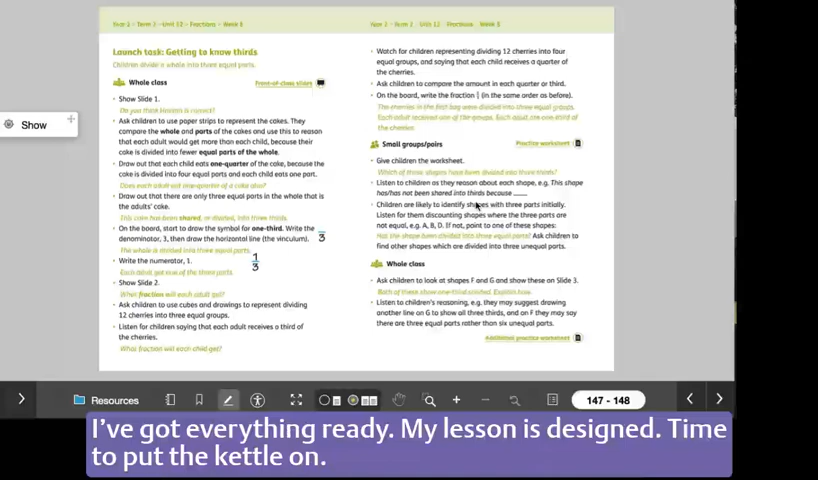 Year 2 - Term 3 - Unit 12 - Fractions - Week 5
Launch task: Getting to know thirds
Children divide a whole into three equal parts.
Whole class
Front-of-class slides
Show Slide 1.
Ask children to use paper strips to represent the cakes. They
compare the whole and parts of the cakes and use this to reason
that each adult would get more than each child, because their
cake is divided into fewer equal parts of the whole.
Draw out that each child eats one-quarter of the cake, because the
cake is divided into four equal parts and each child eats one part.
Does each adult eat one-quarter of a cake also?
Draw out that there are only three equal parts in the whole that is
the adults' cake.
This cake has been shared, or divided, into three thirds.
On the board, start to draw the symbol for one-third. Write the
denominator, 3, then draw the horizontal line (the vinculum).
3
The whole is divided into three equal parts.
Write the numerator, 1.
1
3
Each adult got one of the three parts.
Show Slide 2.
What fraction will each adult get?
Ask children to use cubes and drawings to represent dividing
12 cherries into three equal groups.
Listen for children saying that each adult receives a third of
the cherries.
What fraction will each child get?
Year 2 - Term 3 - Unit 12 - Fractions - Week 5
Watch for children representing dividing 12 cherries into four
equal groups, and saying that each child receives a quarter of
the cherries.
Ask children to compare the amount in each quarter or third.
On the board, write the fraction (in the same order as before).
The cherries in the first bag were divided into three equal groups.
Each adult received one of the groups. Each adult ate one third of
the cherries.
Small groups/pairs
Practice worksheet
Give children the worksheet.
Which of these shapes have been divided into three thirds?
Listen to children as they reason about each shape, e.g. This shape
has/has not been shared into thirds because ____.
Children are likely to identify shapes with three parts initially.
Listen for them discounting shapes where the three parts are
not equal, e.g. A, B, D. If not, point to one of these shapes:
Has the shape been divided into three equal parts? Ask children to
find other shapes which are divided into three unequal parts.
Whole class
Ask children to look at shapes F and G and show these on Slide 3.
Both of these show one-third shaded. Explain how.
Listen to children's reasoning, e.g. they may suggest drawing
another line on G to show all three thirds, and on F they may say
there are three equal parts rather than six unequal parts.
Additional practice worksheet
Show
Resources
147 - 148
I've got everything ready. My lesson is designed. Time
to put the kettle on.